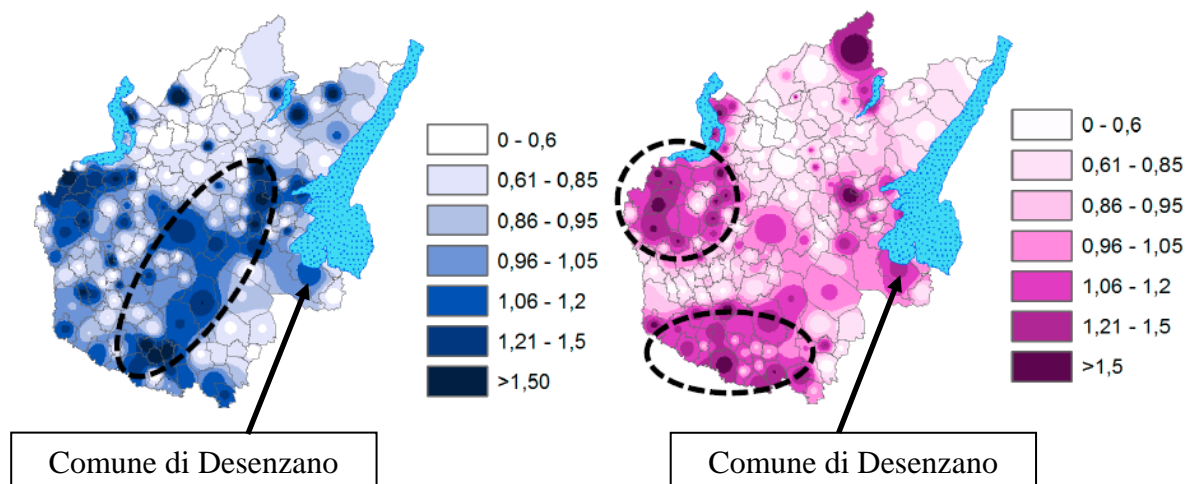 0 - 0,6
0,61 - 0,85
0,86 - 0,95
0,96 - 1,05
1,06 - 1,2
1,21 - 1,5
>1,50
Comune di Desenzano
0 - 0,6
0,61 - 0,85
0,86 - 0,95
0,96 - 1,05
1,06 - 1,2
1,21 - 1,5
>1,5
Comune di Desenzano